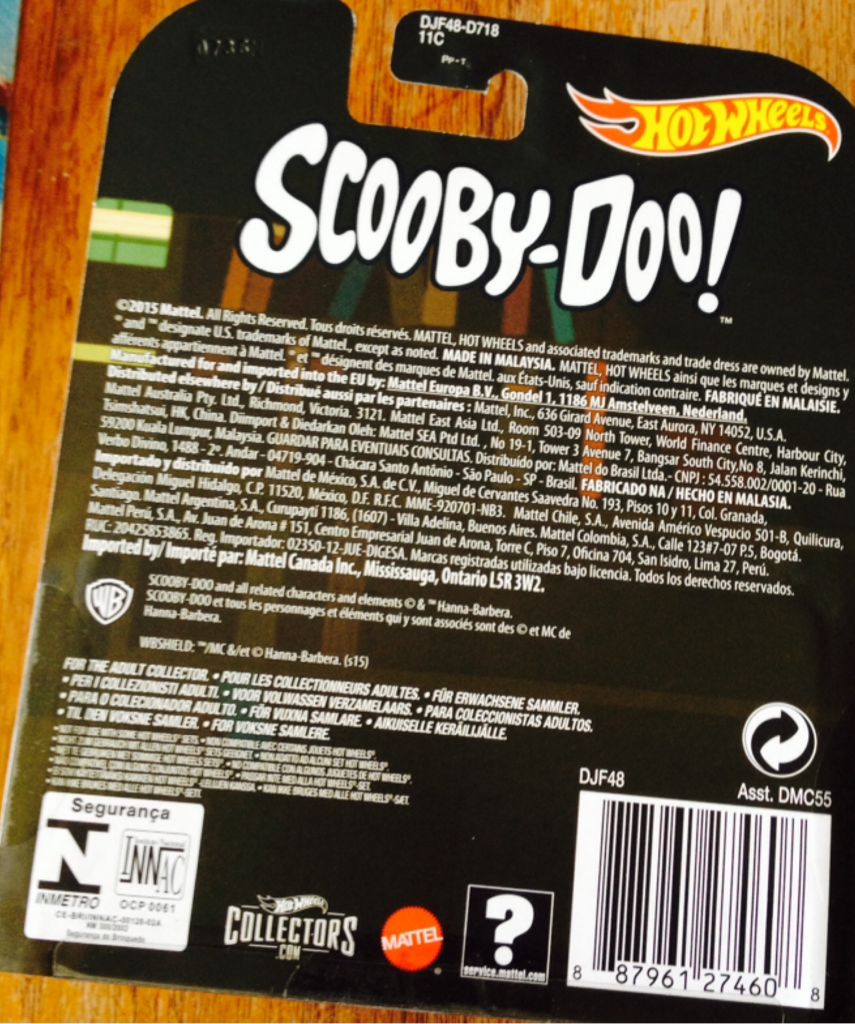 DJF48-D718
11C
HOT WHEELS
SCOOBY-DOO!™
©2015 Mattel. All Rights Reserved. Tous droits réservés. MATTEL, HOT WHEELS and associated trademarks and trade dress are owned by Mattel.
® and ™ designate U.S. trademarks of Mattel, except as noted. MADE IN MALAYSIA. MATTEL, HOT WHEELS ainsi que les marques et designs y
afférents appartiennent à Mattel. ® et ™ désignent des marques de Mattel aux États-Unis, sauf indication contraire. FABRIQUÉ EN MALAISIE.
Manufactured for and imported into the EU by: Mattel Europa B.V., Gondel 1, 1186 MJ Amstelveen, Nederland.
Distributed elsewhere by / Distribué aussi par les partenaires : Mattel, Inc., 636 Girard Avenue, East Aurora, NY 14052, U.S.A.
Mattel Australia Pty. Ltd., Richmond, Victoria. 3121. Mattel East Asia Ltd., Room 503-09 North Tower, World Finance Centre, Harbour City,
Tsimshatsui, HK, China. Diimport & Diedarkan Oleh: Mattel SEA Ptd Ltd. , No 19-1, Tower 3 Avenue 7, Bangsar South City,No 8, Jalan Kerinchi,
59200 Kuala Lumpur, Malaysia. GUARDAR PARA EVENTUAIS CONSULTAS. Distribuido por: Mattel do Brasil Ltda.- CNPJ : 54.558.002/0001-20 - Rua
Verbo Divino, 1488 - 2º. Andar - 04719-904 - Chácara Santo Antônio - São Paulo - SP - Brasil. FABRICADO NA / HECHO EN MALASIA.
Importado y distribuido por Mattel de México, S.A. de C.V., Miguel de Cervantes Saavedra No. 193, Pisos 10 y 11, Col. Granada,
Delegación Miguel Hidalgo, C.P. 11520, México, D.F. R.F.C. MME-920701-NB3. Mattel Chile, S.A., Avenida Américo Vespucio 501-B, Quilicura,
Santiago. Mattel Argentina, S.A., Curupaytí 1186, (1607) - Villa Adelina, Buenos Aires. Mattel Colombia, S.A., Calle 123#7-07 P.5, Bogotá.
Mattel Perú, S.A., Av. Juan de Arona # 151, Centro Empresarial Juan de Arona, Torre C, Piso 7, Oficina 704, San Isidro, Lima 27, Perú.
RUC: 20425853865. Reg. Importador: 02350-12-JUE-DIGESA. Marcas registradas utilizadas bajo licencia. Todos los derechos reservados.
Imported by/ Importé par: Mattel Canada Inc., Mississauga, Ontario L5R 3W2.
WB
SCOOBY-DOO and all related characters and elements © & ™ Hanna-Barbera.
SCOOBY-DOO et tous les personnages et éléments qui y sont associés sont des © et MC de
Hanna-Barbera.
WBSHIELD: ™/MC &/et © Hanna-Barbera. (s15)
FOR THE ADULT COLLECTOR. • POUR LES COLLECTIONNEURS ADULTES. • FÜR ERWACHSENE SAMMLER.
• PER I COLLEZIONISTI ADULTI. • VOOR VOLWASSEN VERZAMELAARS. • PARA COLECCIONISTAS ADULTOS.
• PARA O COLECIONADOR ADULTO. • FÖR VUXNA SAMLARE. • AIKUISELLE KERÄILIJÄLLE.
• TIL DEN VOKSNE SAMLER. • FOR VOKSNE SAMLERE.
DJF48
Asst. DMC55
Segurança
N
INMETRO
INNAC
OCP 0061
Segurança do Brinquedo
HOT WHEELS
COLLECTORS
.COM
MATTEL
?
service.mattel.com
8 87961 27460 8